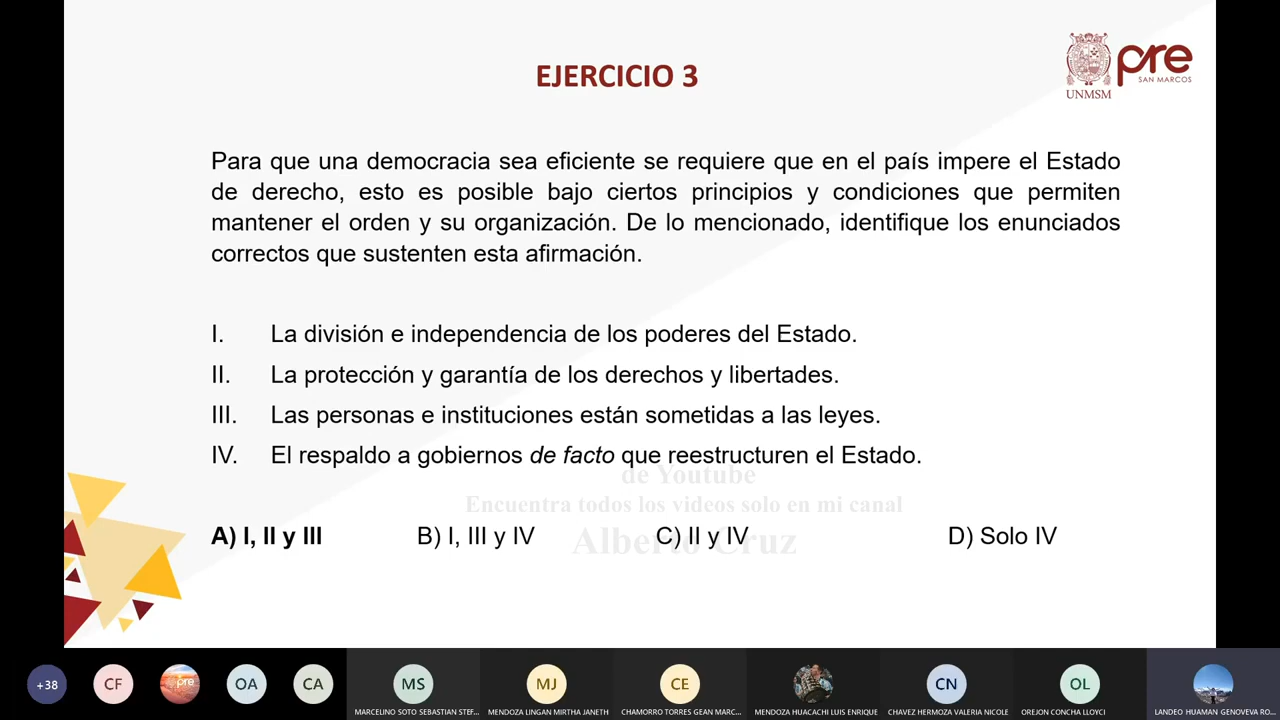 EJERCICIO 3
pre
SAN MARCOS
UNMSM
Para que una democracia sea eficiente se requiere que en el país impere el Estado
de derecho, esto es posible bajo ciertos principios y condiciones que permiten
mantener el orden y su organización. De lo mencionado, identifique los enunciados
correctos que sustenten esta afirmación.
I. La división e independencia de los poderes del Estado.
II. La protección y garantía de los derechos y libertades.
III. Las personas e instituciones están sometidas a las leyes.
IV. El respaldo a gobiernos de facto que reestructuren el Estado.
de Youtube
Encuentra todos los videos solo en mi canal
Alberto Cruz
A) I, II y III B) I, III y IV C) II y IV D) Solo IV
+38 CF pre OA CA MS MJ CE CN OL
MARCELINO SOTO SEBASTIAN STEF... MENDOZA LINGAN MIRTHA JANETH CHAMORRO TORRES GEAN MARC... MENDOZA HUACACHI LUIS ENRIQUE CHAVEZ HERMOZA VALERIA NICOLE OREJON CONCHA LLOYCI LANDEO HUAMAN GENOVEVA RO...